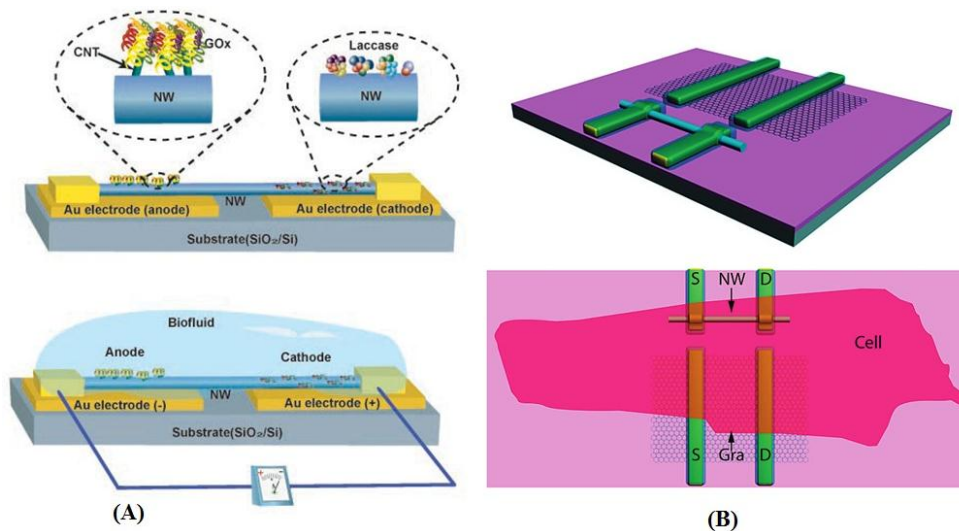 CNT
GOx
NW
Laccase
NW
Au electrode (anode)
NW
Au electrode (cathode)
Substrate(SiO₂/Si)
Biofluid
Anode
Cathode
Au electrode (-)
NW
Au electrode (+)
Substrate(SiO₂/Si)
(A)
S
NW
D
Cell
S
Gra
D
(B)